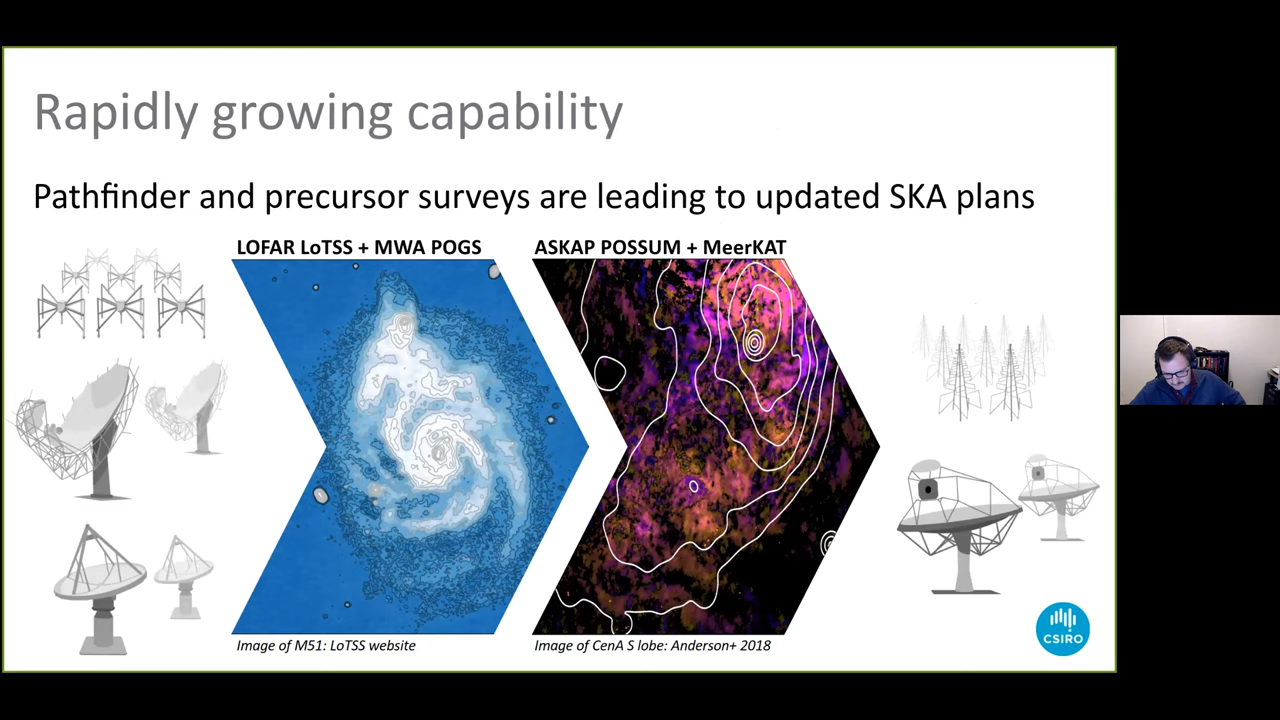 Rapidly growing capability
Pathfinder and precursor surveys are leading to updated SKA plans
LOFAR LoTSS + MWA POGS
ASKAP POSSUM + MeerKAT
Image of M51: LoTSS website
Image of CenA S lobe: Anderson+ 2018
CSIRO